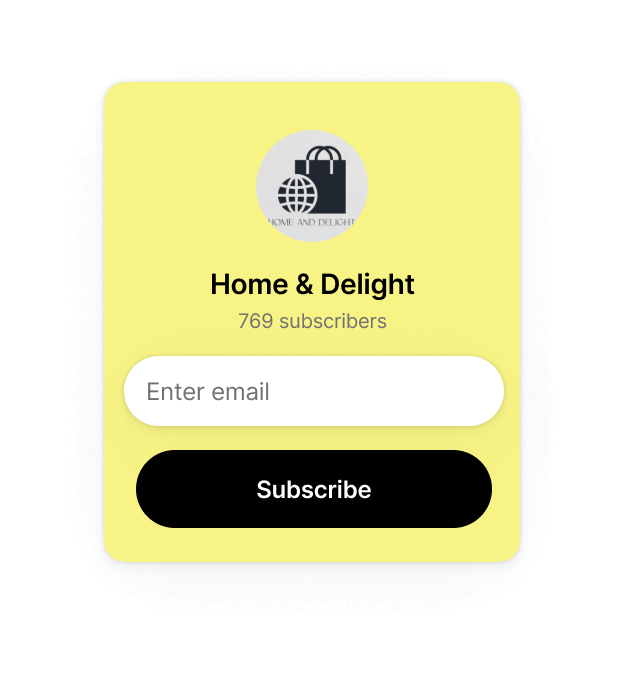 HOME AND DELIGHT
Home & Delight
769 subscribers
Enter email
Subscribe